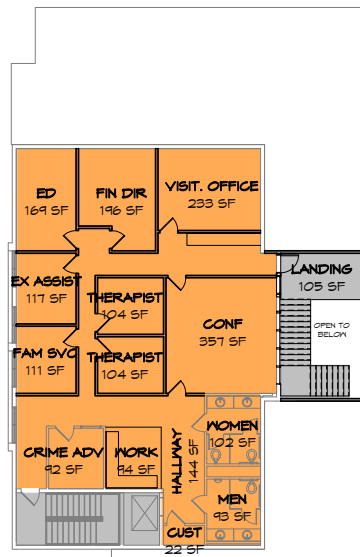 ED
169 SF
FIN DIR
196 SF
VISIT. OFFICE
233 SF
EX ASSIST
117 SF
THERAPIST
104 SF
LANDING
105 SF
CONF
357 SF
OPEN TO
BELOW
FAM SVC
111 SF
THERAPIST
104 SF
CRIME ADV
92 SF
WORK
94 SF
HALLWAY
144 SF
WOMEN
102 SF
MEN
93 SF
CUST
22 SF